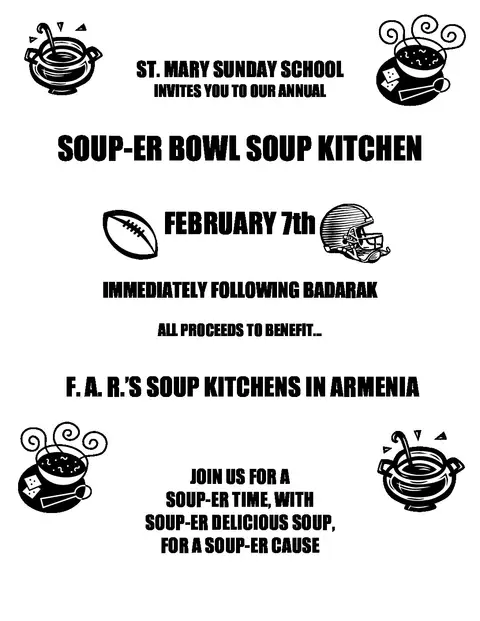 ST. MARY SUNDAY SCHOOL
INVITES YOU TO OUR ANNUAL
SOUP-ER BOWL SOUP KITCHEN
FEBRUARY 7th
IMMEDIATELY FOLLOWING BADARAK
ALL PROCEEDS TO BENEFIT...
F. A. R.'S SOUP KITCHENS IN ARMENIA
JOIN US FOR A
SOUP-ER TIME, WITH
SOUP-ER DELICIOUS SOUP,
FOR A SOUP-ER CAUSE